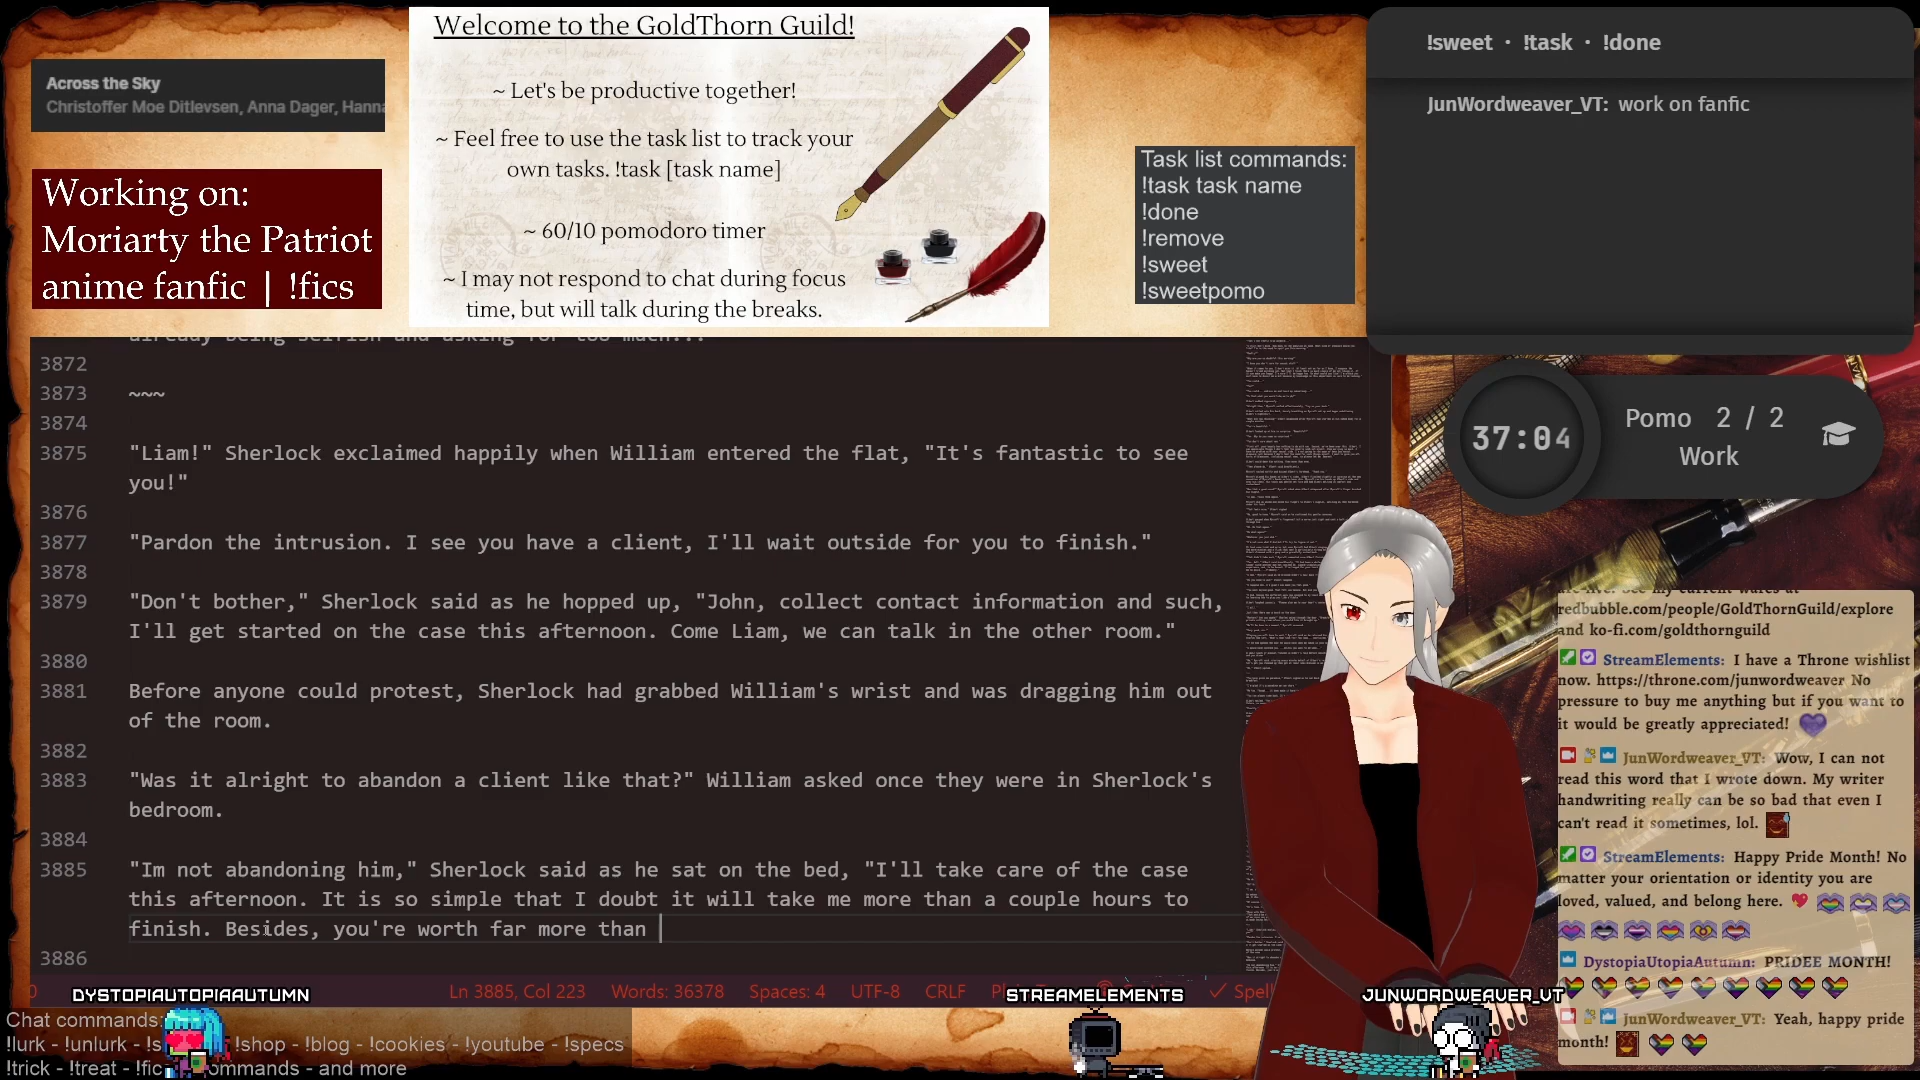 Welcome to the GoldThorn Guild!
~ Let's be productive together!
~ Feel free to use the task list to track your
own tasks. !task [task name]
~ 60/10 pomodoro timer
~ I may not respond to chat during focus
time, but will talk during the breaks.
Across the Sky
Christoffer Moe Ditlevsen, Anna Dager, Hanna
Working on:
Moriarty the Patriot
anime fanfic | !fics
Task list commands:
!task task name
!done
!remove
!sweet
!sweetpomo
!sweet · !task · !done
JunWordweaver_VT: work on fanfic
37:04
Pomo 2 / 2
Work
already being selfish and asking for too much...
3872
3873 ~~~
3874
3875 "Liam!" Sherlock exclaimed happily when William entered the flat, "It's fantastic to see
you!"
3876
3877 "Pardon the intrusion. I see you have a client, I'll wait outside for you to finish."
3878
3879 "Don't bother," Sherlock said as he hopped up, "John, collect contact information and such,
I'll get started on the case this afternoon. Come Liam, we can talk in the other room."
3880
3881 Before anyone could protest, Sherlock had grabbed William's wrist and was dragging him out
of the room.
3882
3883 "Was it alright to abandon a client like that?" William asked once they were in Sherlock's
bedroom.
3884
3885 "Im not abandoning him," Sherlock said as he sat on the bed, "I'll take care of the case
this afternoon. It is so simple that I doubt it will take me more than a couple hours to
finish. Besides, you're worth far more than
3886
Ln 3885, Col 223 Words: 36378 Spaces: 4 UTF-8 CRLF Spell
are live! See my current wares at
redbubble.com/people/GoldThornGuild/explore
and ko-fi.com/goldthornguild
StreamElements: I have a Throne wishlist
now. https://throne.com/junwordweaver No
pressure to buy me anything but if you want to
it would be greatly appreciated!
JunWordweaver_VT: Wow, I can not
read this word that I wrote down. My writer
handwriting really can be so bad that even I
can't read it sometimes, lol.
StreamElements: Happy Pride Month! No
matter your orientation or identity you are
loved, valued, and belong here.
DystopiaUtopiaAutumn: PRIDEE MONTH!
JunWordweaver_VT: Yeah, happy pride
month!
DYSTOPIAUTOPIAAUTUMN
STREAMELEMENTS
JUNWORDWEAVER_VT
Chat commands:
!lurk - !unlurk - !s !shop - !blog - !cookies - !youtube - !specs
!trick - !treat - !fic ommands - and more